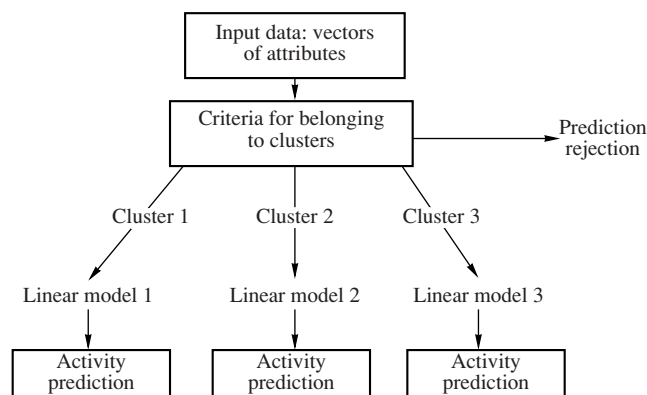 Input data: vectors
of attributes
Criteria for belonging
to clusters
Prediction
rejection
Cluster 1
Cluster 2
Cluster 3
Linear model 1
Linear model 2
Linear model 3
Activity
prediction
Activity
prediction
Activity
prediction